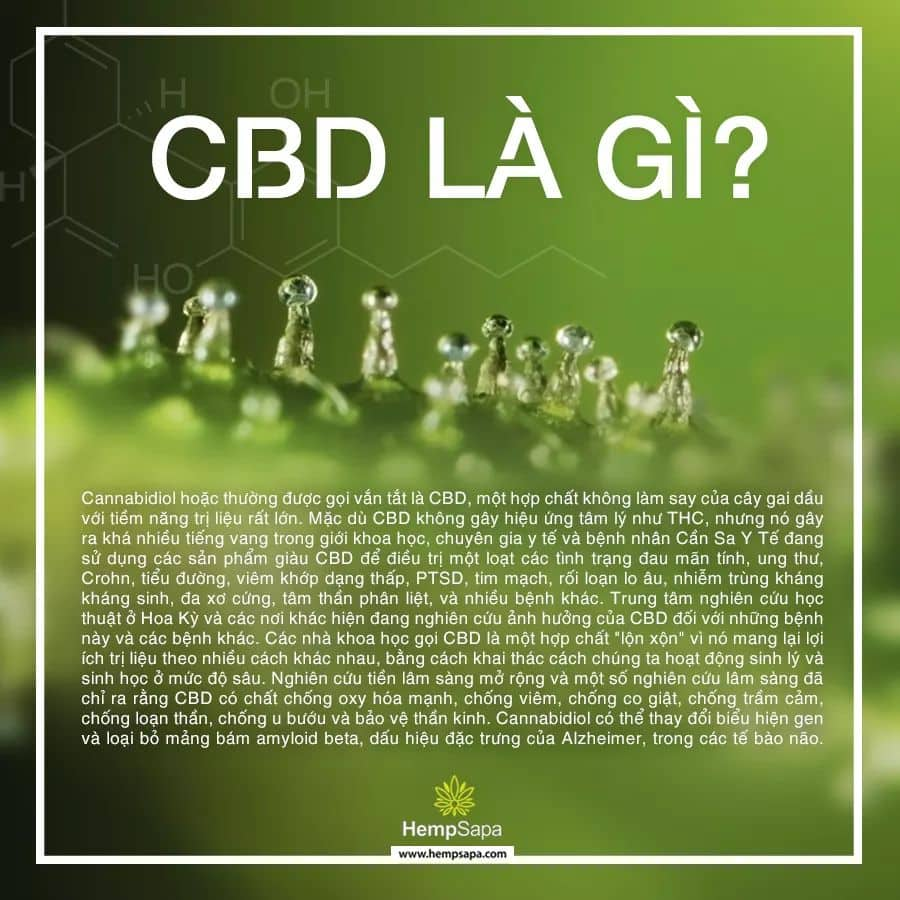 H
OH
CBD LÀ GÌ?
H
HO
Cannabidiol hoặc thường được gọi vắn tắt là CBD, một hợp chất không làm say của cây gai dầu
với tiềm năng trị liệu rất lớn. Mặc dù CBD không gây hiệu ứng tâm lý như THC, nhưng nó gây
ra khá nhiều tiếng vang trong giới khoa học, chuyên gia y tế và bệnh nhân Cần Sa Y Tế đang
sử dụng các sản phẩm giàu CBD để điều trị một loạt các tình trạng đau mãn tính, ung thư,
Crohn, tiểu đường, viêm khớp dạng thấp, PTSD, tim mạch, rối loạn lo âu, nhiễm trùng kháng
kháng sinh, đa xơ cứng, tâm thần phân liệt, và nhiều bệnh khác. Trung tâm nghiên cứu học
thuật ở Hoa Kỳ và các nơi khác hiện đang nghiên cứu ảnh hưởng của CBD đối với những bệnh
này và các bệnh khác. Các nhà khoa học gọi CBD là một hợp chất "lộn xộn" vì nó mang lại lợi
ích trị liệu theo nhiều cách khác nhau, bằng cách khai thác cách chúng ta hoạt động sinh lý và
sinh học ở mức độ sâu. Nghiên cứu tiền lâm sàng mở rộng và một số nghiên cứu lâm sàng đã
chỉ ra rằng CBD có chất chống oxy hóa mạnh, chống viêm, chống co giật, chống trầm cảm,
chống loạn thần, chống u bướu và bảo vệ thần kinh. Cannabidiol có thể thay đổi biểu hiện gen
và loại bỏ mảng bám amyloid beta, dấu hiệu đặc trưng của Alzheimer, trong các tế bào não.
HempSapa
www.hempsapa.com